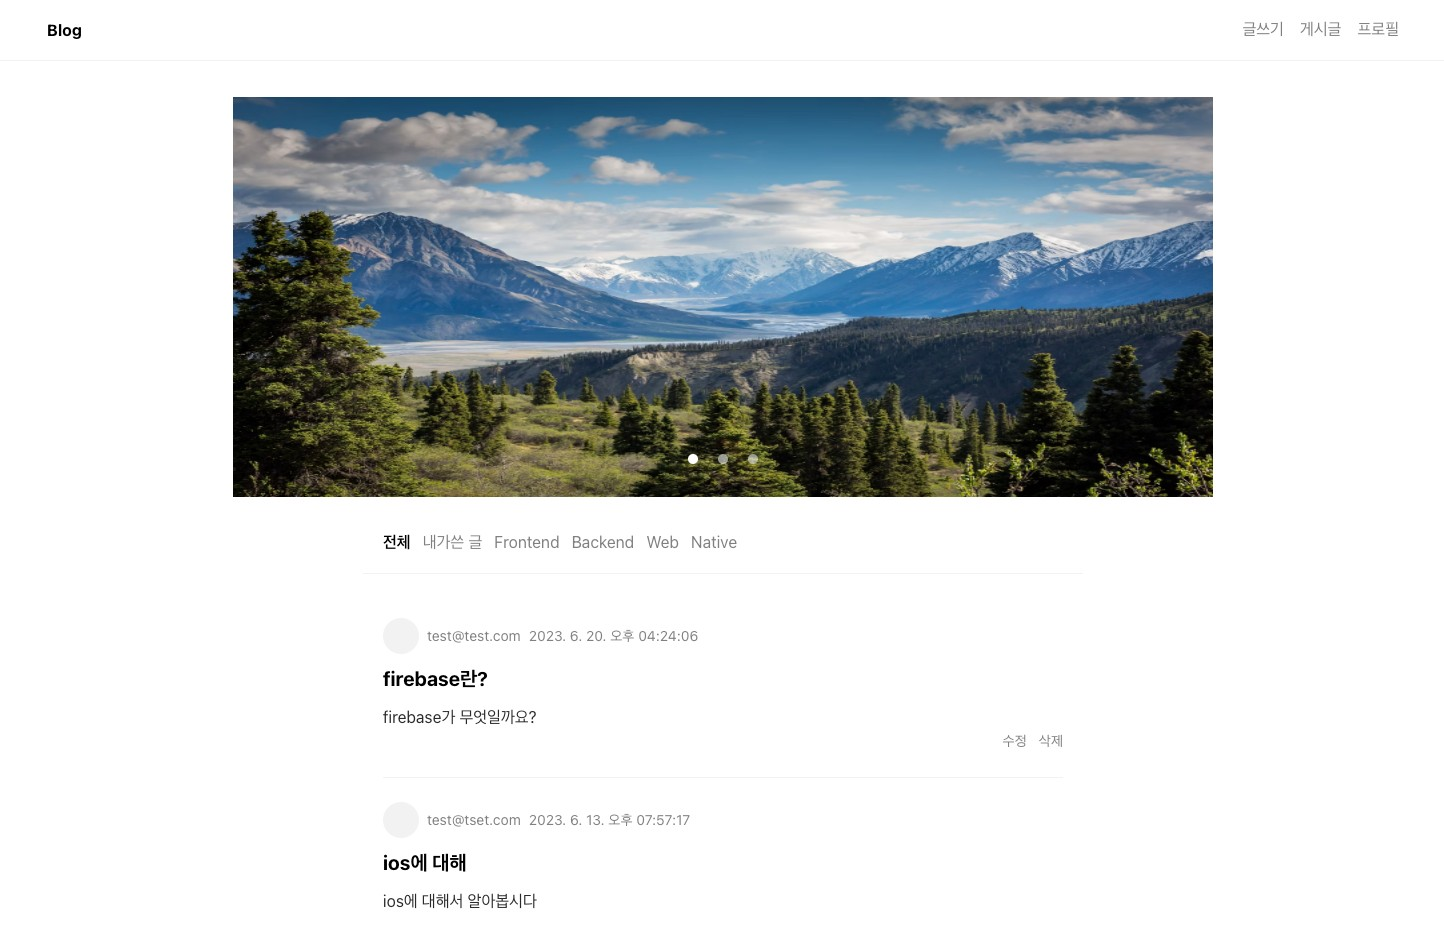 Blog
글쓰기 게시글 프로필
전체 내가쓴 글 Frontend Backend Web Native
test@test.com 2023. 6. 20. 오후 04:24:06
firebase란?
firebase가 무엇일까요?
수정 삭제
test@tset.com 2023. 6. 13. 오후 07:57:17
ios에 대해
ios에 대해서 알아봅시다